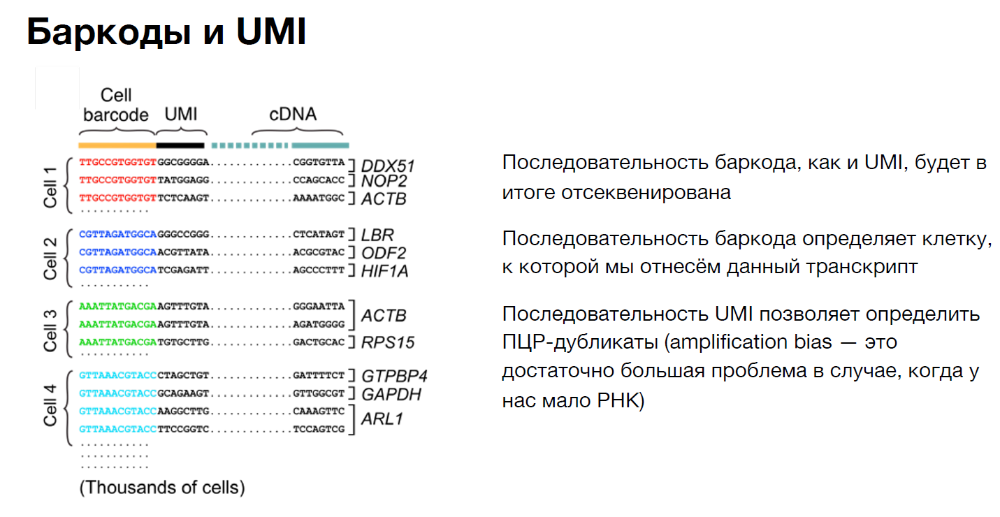 Баркоды и UMI
Cell
barcode
UMI
cDNA
Cell 1
TTGCCGTGGTGTGGCGGGGA.............CGGTGTTA
DDX51
TTGCCGTGGTGTTATGGAGG.............CCAGCACC
NOP2
TTGCCGTGGTGTTCTCAAGT.............AAAATGGC
ACTB
...........
Cell 2
CGTTAGATGGCAGGGCCGGG.............CTCATAGT
LBR
CGTTAGATGGCAACGTTATA.............ACGCGTAC
ODF2
CGTTAGATGGCATCGAGATT.............AGCCCTTT
HIF1A
...........
Cell 3
AAATTATGACGAAGTTTGTA.............GGGAATTA
ACTB
AAATTATGACGAAGTTTGTA.............AGATGGGG
AAATTATGACGATGTGCTTG.............GACTGCAC
RPS15
...........
Cell 4
GTTAAACGTACCCTAGCTGT.............GATTTTCT
GTPBP4
GTTAAACGTACCGCAGAAGT.............GTTGGCGT
GAPDH
GTTAAACGTACCAAGGCTTG.............CAAAGTTC
ARL1
GTTAAACGTACCTTCCGGTC.............TCCAGTCG
...........
...........
...........
(Thousands of cells)
Последовательность баркода, как и UMI, будет в
итоге отсеквенирована
Последовательность баркода определяет клетку,
к которой мы отнесём данный транскрипт
Последовательность UMI позволяет определить
ПЦР-дубликаты (amplification bias — это
достаточно большая проблема в случае, когда у
нас мало РНК)